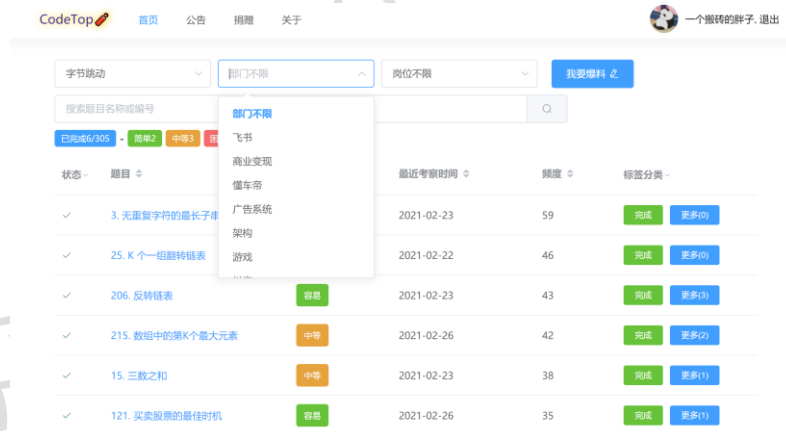 CodeTop 首页 公告 捐赠 关于 一个搬砖的胖子, 退出
字节跳动 部门不限 岗位不限 我要爆料
搜索题目名称或编号 部门不限
已完成6/305 - 简单2 中等3 飞书
商业变现
状态 题目 懂车帝 最近考察时间 频度 标签分类
广告系统
3. 无重复字符的最长子串 2021-02-23 59 完成 更多(0)
架构
25. K 个一组翻转链表 游戏 2021-02-22 46 完成 更多(0)
206. 反转链表 容易 2021-02-23 43 完成 更多(3)
215. 数组中的第K个最大元素 中等 2021-02-26 42 完成 更多(2)
15. 三数之和 中等 2021-02-23 38 完成 更多(1)
121. 买卖股票的最佳时机 容易 2021-02-26 35 完成 更多(1)